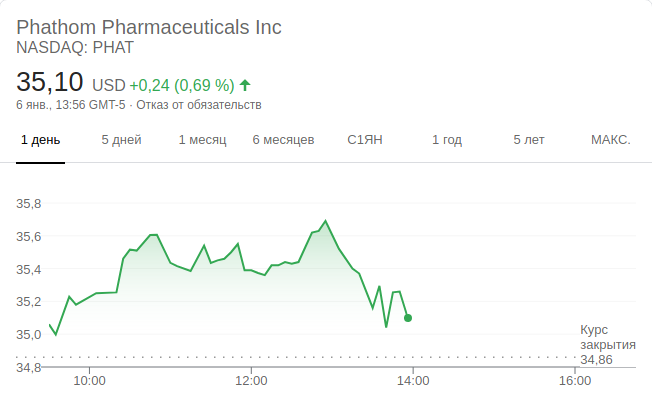 Phathom Pharmaceuticals Inc
NASDAQ: PHAT
35,10 USD +0,24 (0,69 %)
6 янв., 13:56 GMT-5 · Отказ от обязательств
1 день 5 дней 1 месяц 6 месяцев С1ЯН 1 год 5 лет МАКС.
35,8
35,6
35,4
35,2
35,0
Курс
закрытия
34,86
34,8
10:00 12:00 14:00 16:00